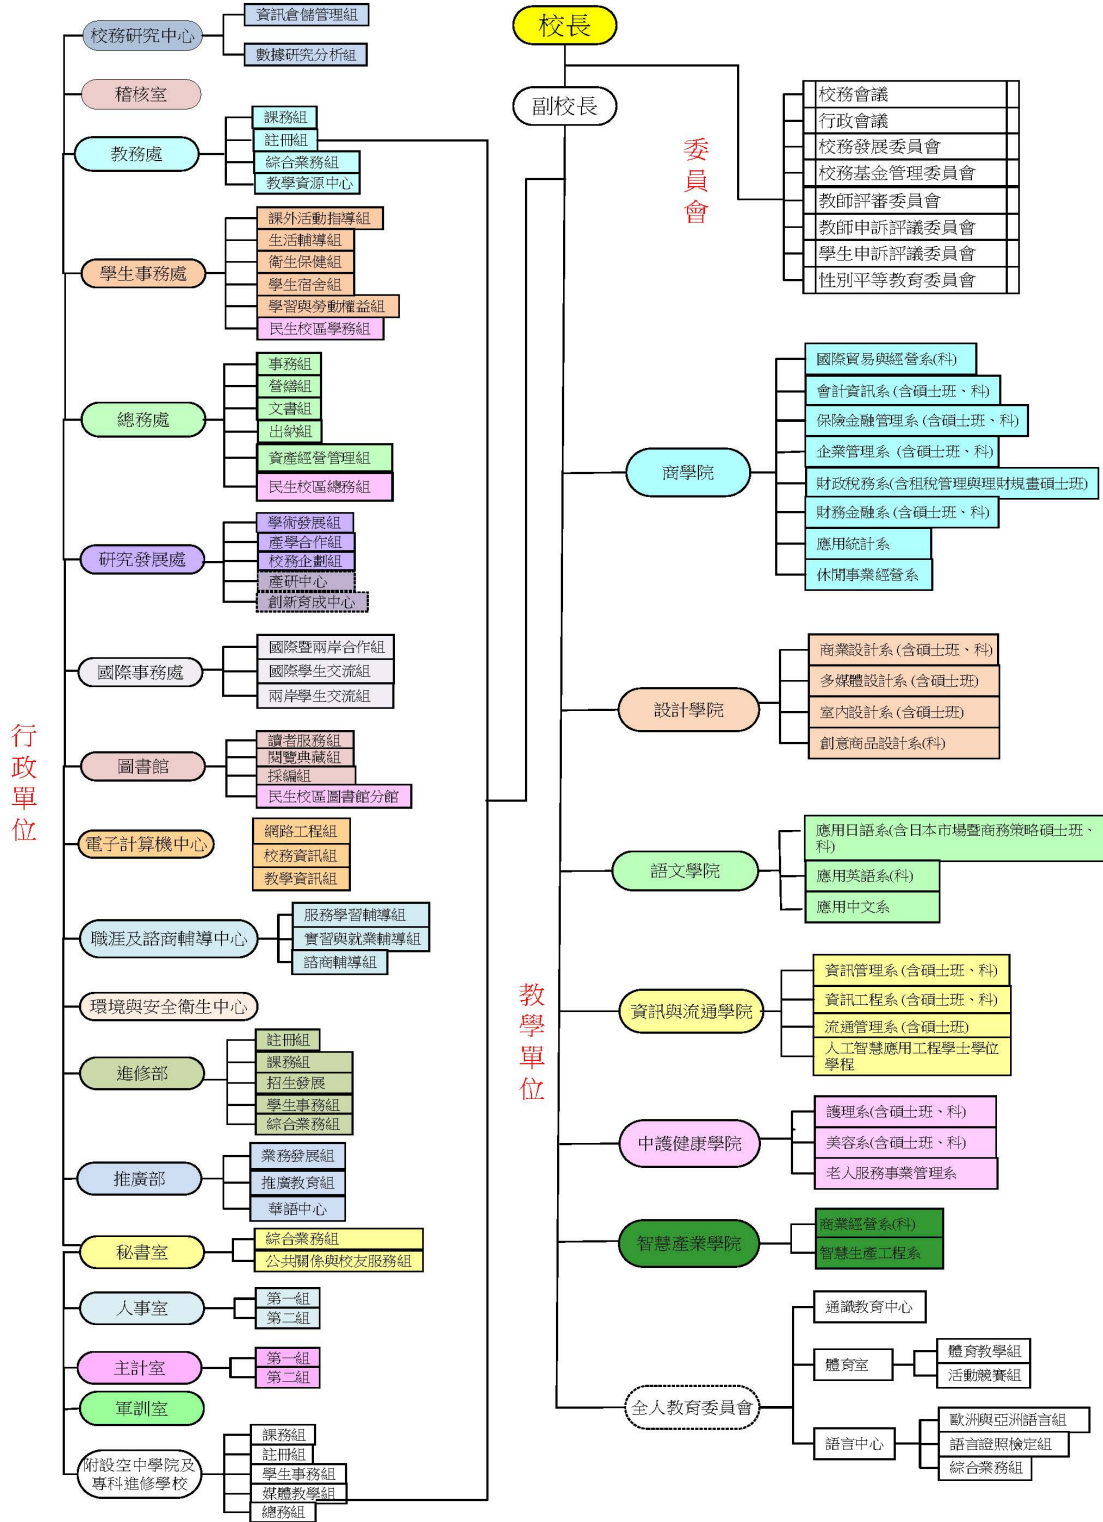 校長
副校長
委員會
校務會議
行政會議
校務發展委員會
校務基金管理委員會
教師評審委員會
教師申訴評議委員會
學生申訴評議委員會
性別平等教育委員會
行政單位
校務研究中心
資訊倉儲管理組
數據研究分析組
稽核室
教務處
課務組
註冊組
綜合業務組
教學資源中心
學生事務處
課外活動指導組
生活輔導組
衛生保健組
學生宿舍組
學習與勞動權益組
民生校區學務組
總務處
事務組
營繕組
文書組
出納組
資產經營管理組
民生校區總務組
研究發展處
學術發展組
產學合作組
校務企劃組
產研中心
創新育成中心
國際事務處
國際暨兩岸合作組
國際學生交流組
兩岸學生交流組
圖書館
讀者服務組
閱覽典藏組
採編組
民生校區圖書館分館
電子計算機中心
網路工程組
校務資訊組
教學資訊組
職涯及諮商輔導中心
服務學習輔導組
實習與就業輔導組
諮商輔導組
環境與安全衛生中心
進修部
註冊組
課務組
招生發展
學生事務組
綜合業務組
推廣部
業務發展組
推廣教育組
華語中心
秘書室
綜合業務組
公共關係與校友服務組
人事室
第一組
第二組
主計室
第一組
第二組
軍訓室
附設空中學院及
專科進修學校
課務組
註冊組
學生事務組
媒體教學組
總務組
教學單位
商學院
國際貿易與經營系(科)
會計資訊系(含碩士班、科)
保險金融管理系(含碩士班、科)
企業管理系 (含碩士班、科)
財政稅務系(含租稅管理與理財規畫碩士班)
財務金融系(含碩士班、科)
應用統計系
休閒事業經營系
設計學院
商業設計系(含碩士班、科)
多媒體設計系(含碩士班)
室內設計系(含碩士班)
創意商品設計系(科)
語文學院
應用日語系(含日本市場暨商務策略碩士班、
科)
應用英語系(科)
應用中文系
資訊與流通學院
資訊管理系(含碩士班、科)
資訊工程系(含碩士班、科)
流通管理系(含碩士班)
人工智慧應用工程學士學位
學程
中護健康學院
護理系(含碩士班、科)
美容系(含碩士班、科)
老人服務事業管理系
智慧產業學院
商業經營系(科)
智慧生產工程系
全人教育委員會
通識教育中心
體育室
體育教學組
活動競賽組
語言中心
歐洲與亞洲語言組
語言證照檢定組
綜合業務組